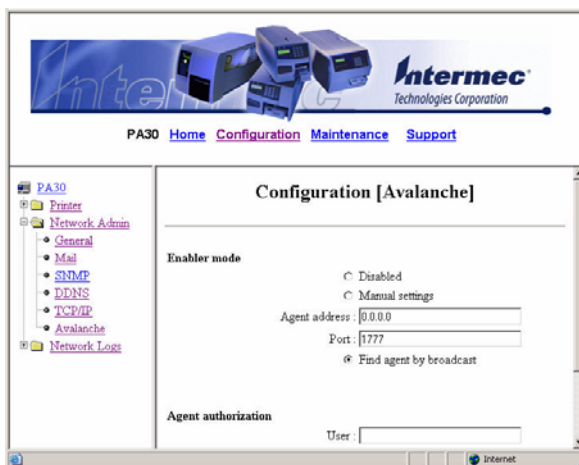 Intermec
Intermec
Technologies Corporation
PA30 Home Configuration Maintenance Support
PA30
Printer
Network Admin
General
Mail
SNMP
DDNS
TCP/IP
Avalanche
Network Logs
Configuration [Avalanche]
Enabler mode
Disabled
Manual settings
Agent address : 0.0.0.0
Port : 1777
Find agent by broadcast
Agent authorization
User :
Internet